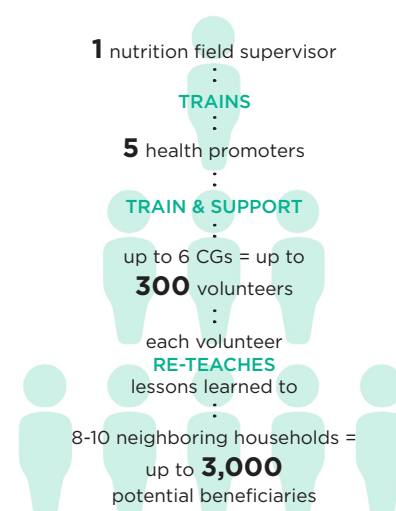 1 nutrition field supervisor
TRAINS
5 health promoters
TRAIN & SUPPORT
up to 6 CGs = up to
300 volunteers
each volunteer
RE-TEACHES
lessons learned to
8-10 neighboring households =
up to 3,000
potential beneficiaries